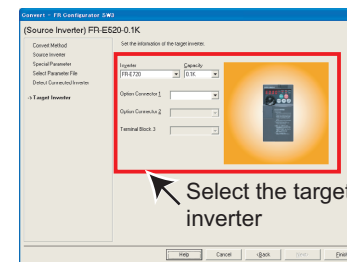 Convert - FR Configurator SW3
(Source Inverter) FR-E520-0.1K
Convert Method
Source Inverter
Special Parameter
Select Parameter File
Detect Connected Inverter
Target Inverter
Set the information of the target inverter.
Inverter
Capacity
FR-E720
0.1K
Option Connector 1
Option Connector 2
Terminal Block 3
Select the target
inverter
Help
Cancel
<Back
Finish